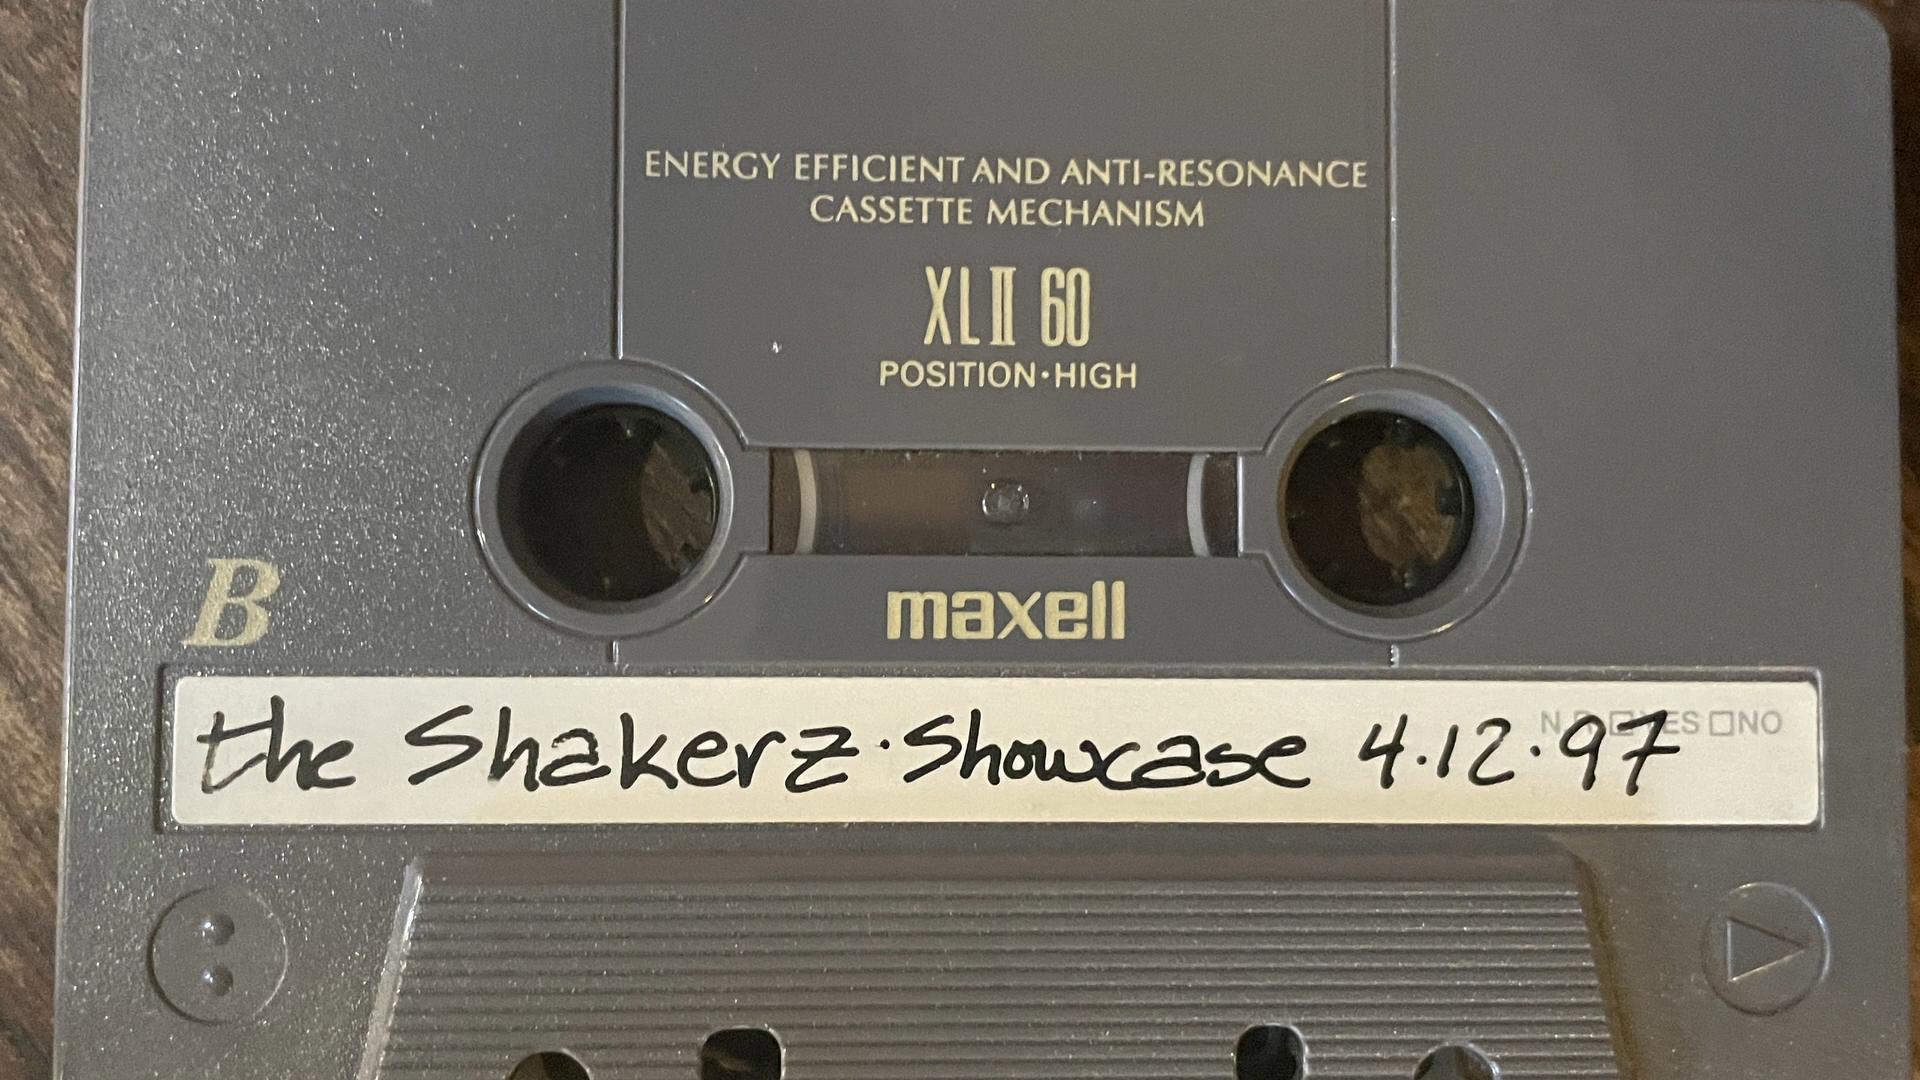 ENERGY EFFICIENT AND ANTI-RESONANCE
CASSETTE MECHANISM
XL II 60
POSITION·HIGH
B
maxell
N.R. YES NO
the Shakerz · Showcase 4.12.97